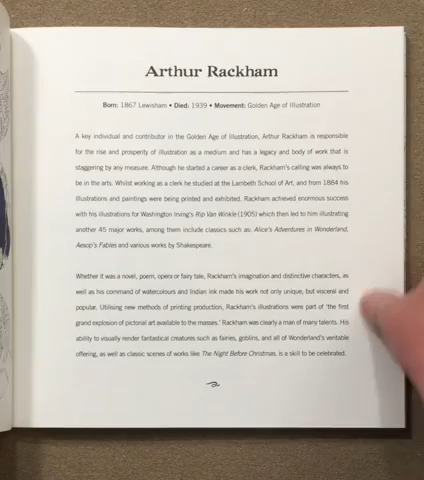 Arthur Rackham
Born: 1867 Lewisham • Died: 1939 • Movement: Golden Age of Illustration
A key individual and contributor in the Golden Age of Illustration, Arthur Rackham is responsible
for the rise and prosperity of illustration as a medium and has a legacy and body of work that is
staggering by any measure. Although he started a career as a clerk, Rackham's calling was always to
be in the arts. Whilst working as a clerk he studied at the Lambeth School of Art, and from 1884 his
illustrations and paintings were being printed and exhibited. Rackham achieved enormous success
with his illustrations for Washington Irving's Rip Van Winkle (1905) which then led to him illustrating
another 45 major works, among them include classics such as: Alice's Adventures in Wonderland,
Aesop's Fables and various works by Shakespeare.
Whether it was a novel, poem, opera or fairy tale, Rackham's imagination and distinctive characters, as
well as his command of watercolours and Indian ink made his work not only unique, but visceral and
popular. Utilising new methods of printing production, Rackham's illustrations were part of 'the first
grand explosion of pictorial art available to the masses.' Rackham was clearly a man of many talents. His
ability to visually render fantastical creatures such as fairies, goblins, and all of Wonderland's veritable
offering, as well as classic scenes of works like The Night Before Christmas, is a skill to be celebrated.